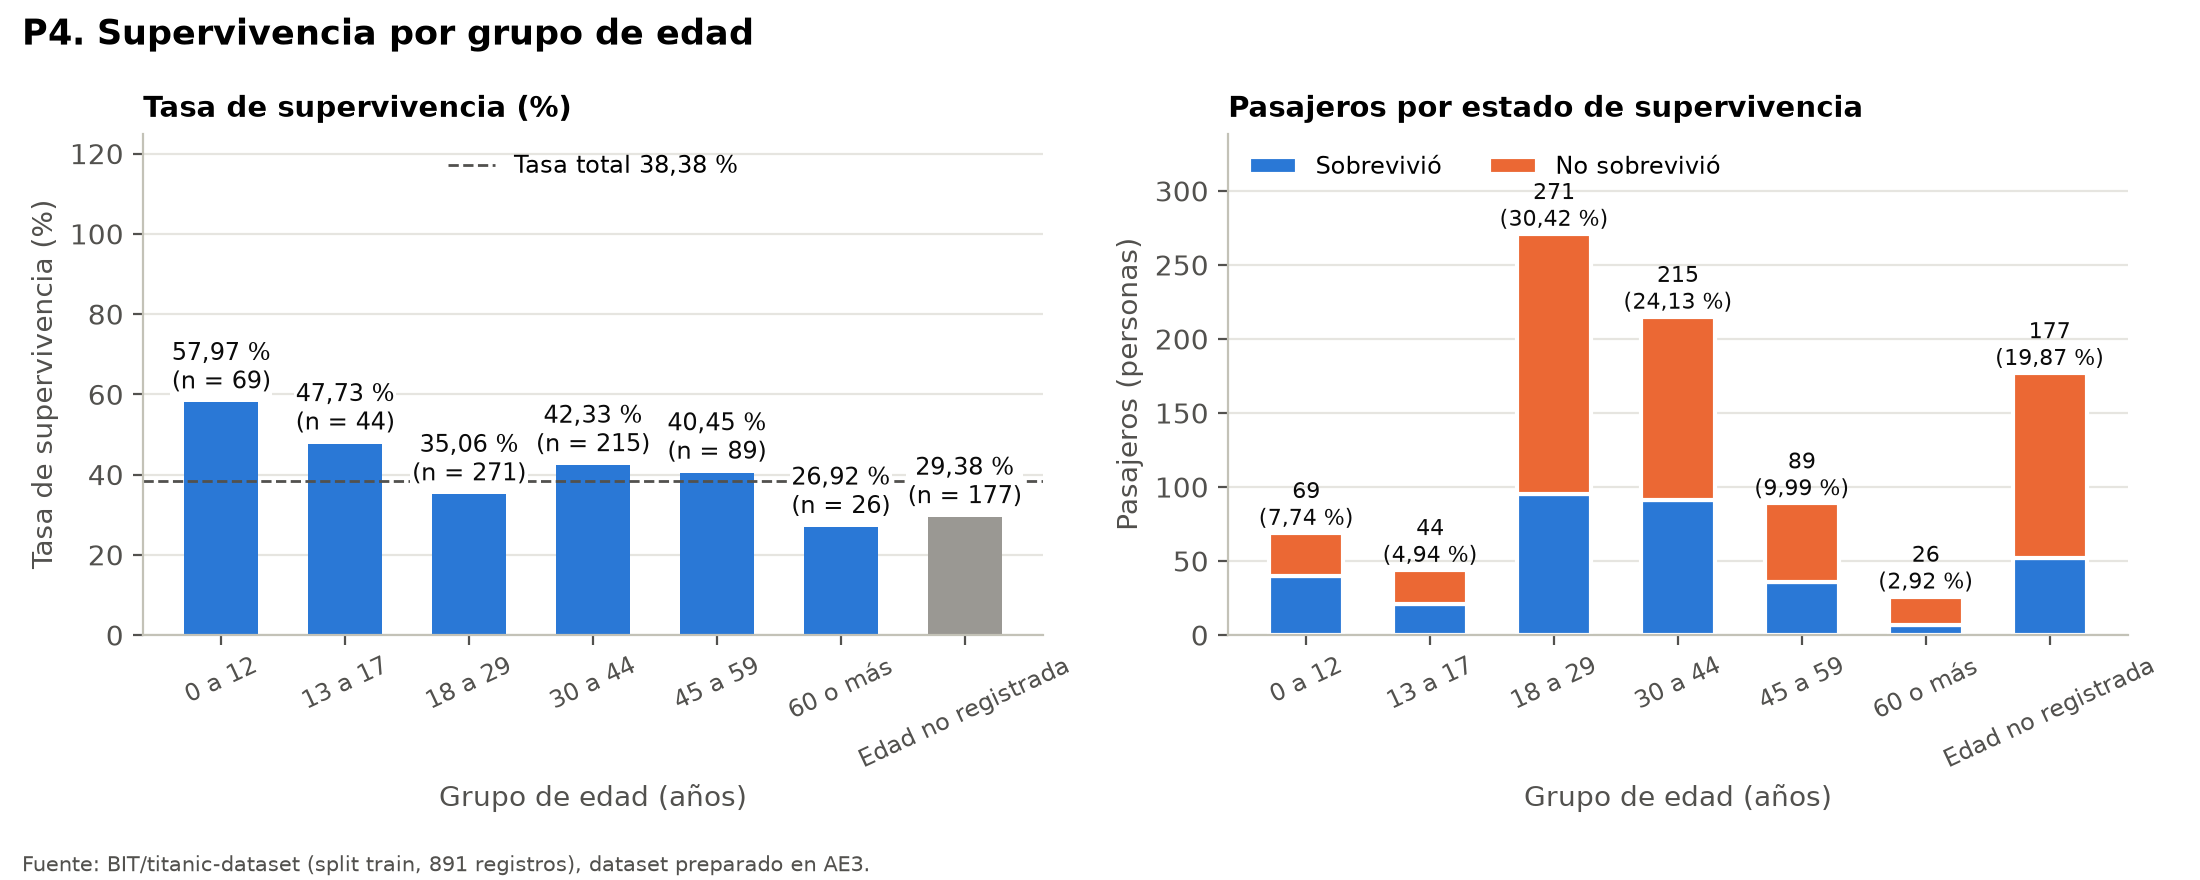 P4. Supervivencia por grupo de edad
Tasa de supervivencia (%)
Tasa de supervivencia (%)
120
100
80
60
40
20
0
Tasa total 38,38 %
57,97 %
(n = 69)
47,73 %
(n = 44)
35,06 %
(n = 271)
42,33 %
(n = 215)
40,45 %
(n = 89)
26,92 %
(n = 26)
29,38 %
(n = 177)
0 a 12
13 a 17
18 a 29
30 a 44
45 a 59
60 o más
Edad no registrada
Grupo de edad (años)
Pasajeros por estado de supervivencia
Pasajeros (personas)
300
250
200
150
100
50
0
Sobrevivió
No sobrevivió
69
(7,74 %)
44
(4,94 %)
271
(30,42 %)
215
(24,13 %)
89
(9,99 %)
26
(2,92 %)
177
(19,87 %)
0 a 12
13 a 17
18 a 29
30 a 44
45 a 59
60 o más
Edad no registrada
Grupo de edad (años)
Fuente: BIT/titanic-dataset (split train, 891 registros), dataset preparado en AE3.